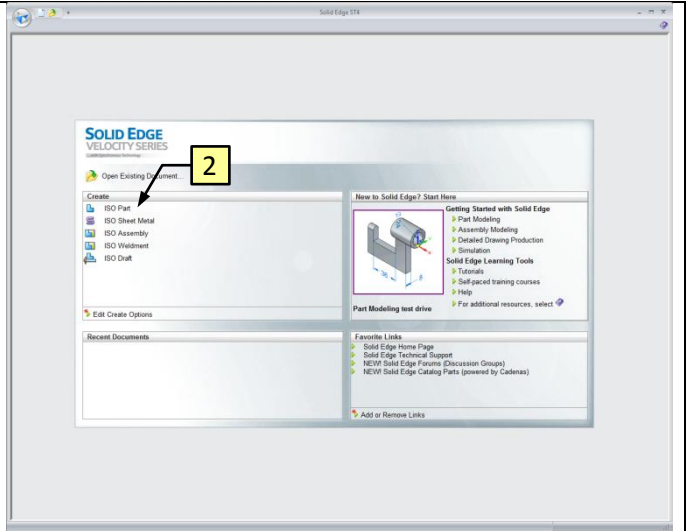 Solid Edge ST4
SOLID EDGE
VELOCITY SERIES
Open Existing Document...
2
Create
ISO Part
ISO Sheet Metal
ISO Assembly
ISO Weldment
ISO Draft
Edit Create Options
Recent Documents
New to Solid Edge? Start Here
Getting Started with Solid Edge
Part Modeling
Assembly Modeling
Detailed Drawing Production
Simulation
Solid Edge Learning Tools
Tutorials
Self-paced training courses
Help
For additional resources, select
Part Modeling test drive
Favorite Links
Solid Edge Home Page
Solid Edge Technical Support
NEW! Solid Edge Forums (Discussion Groups)
NEW! Solid Edge Catalog Parts (powered by Cadenas)
Add or Remove Links